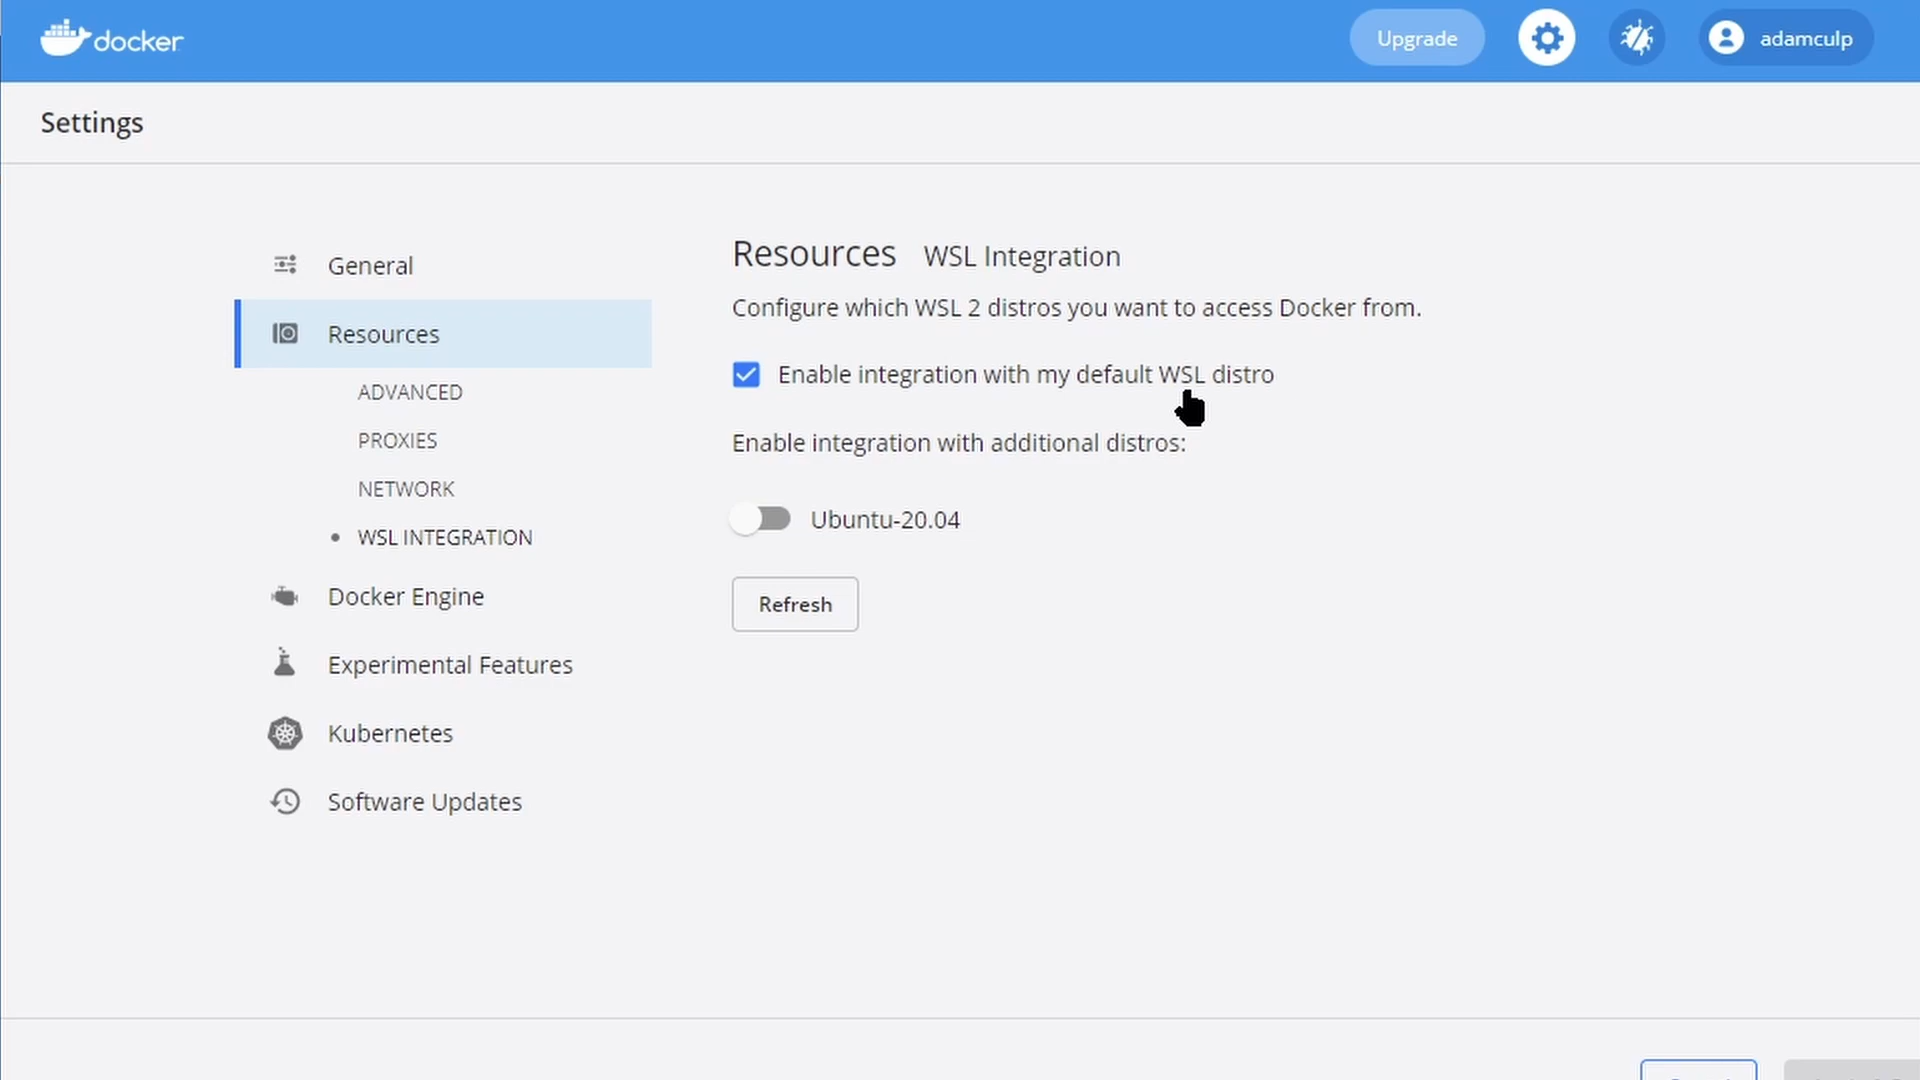 docker
Upgrade
adamculp
Settings
General
Resources
ADVANCED
PROXIES
NETWORK
WSL INTEGRATION
Docker Engine
Experimental Features
Kubernetes
Software Updates
Resources WSL Integration
Configure which WSL 2 distros you want to access Docker from.
Enable integration with my default WSL distro
Enable integration with additional distros:
Ubuntu-20.04
Refresh